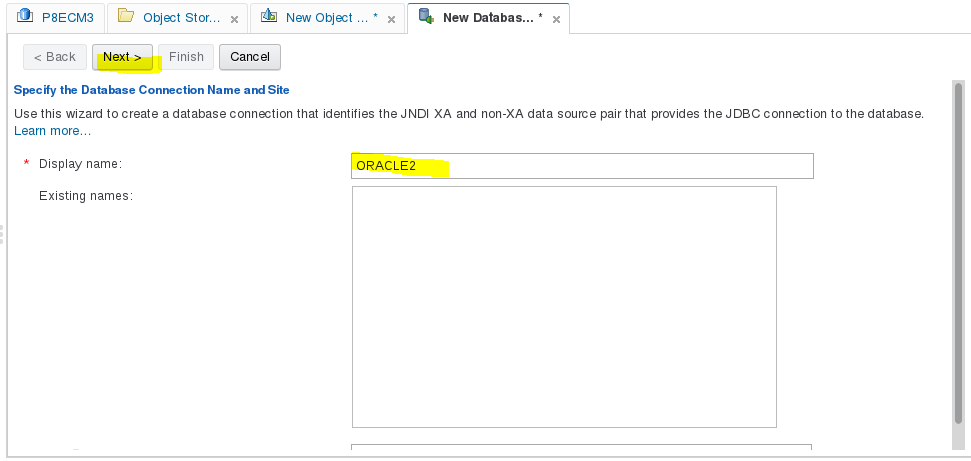 P8ECM3 Object Stor... New Object ... * New Databas... *
< Back Next > Finish Cancel
Specify the Database Connection Name and Site
Use this wizard to create a database connection that identifies the JNDI XA and non-XA data source pair that provides the JDBC connection to the database.
Learn more...
* Display name: ORACLE2
Existing names: